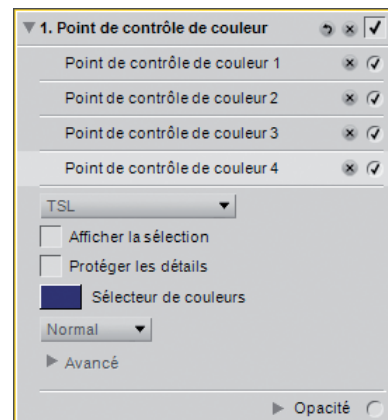 1. Point de contrôle de couleur
Point de contrôle de couleur 1
Point de contrôle de couleur 2
Point de contrôle de couleur 3
Point de contrôle de couleur 4
TSL
Afficher la sélection
Protéger les détails
Sélecteur de couleurs
Normal
Avancé
Opacité